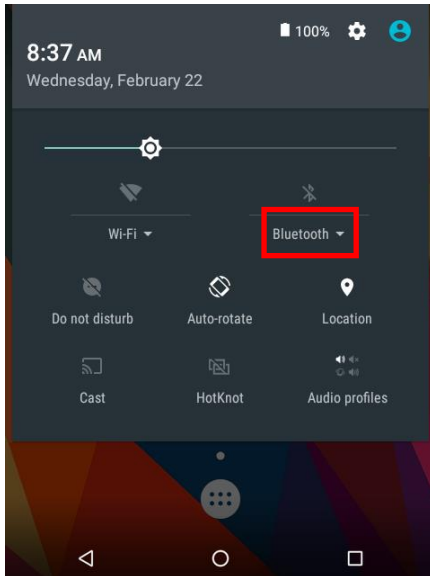 100%
8:37 AM
Wednesday, February 22
Wi-Fi
Bluetooth
Do not disturb
Auto-rotate
Location
Cast
HotKnot
Audio profiles